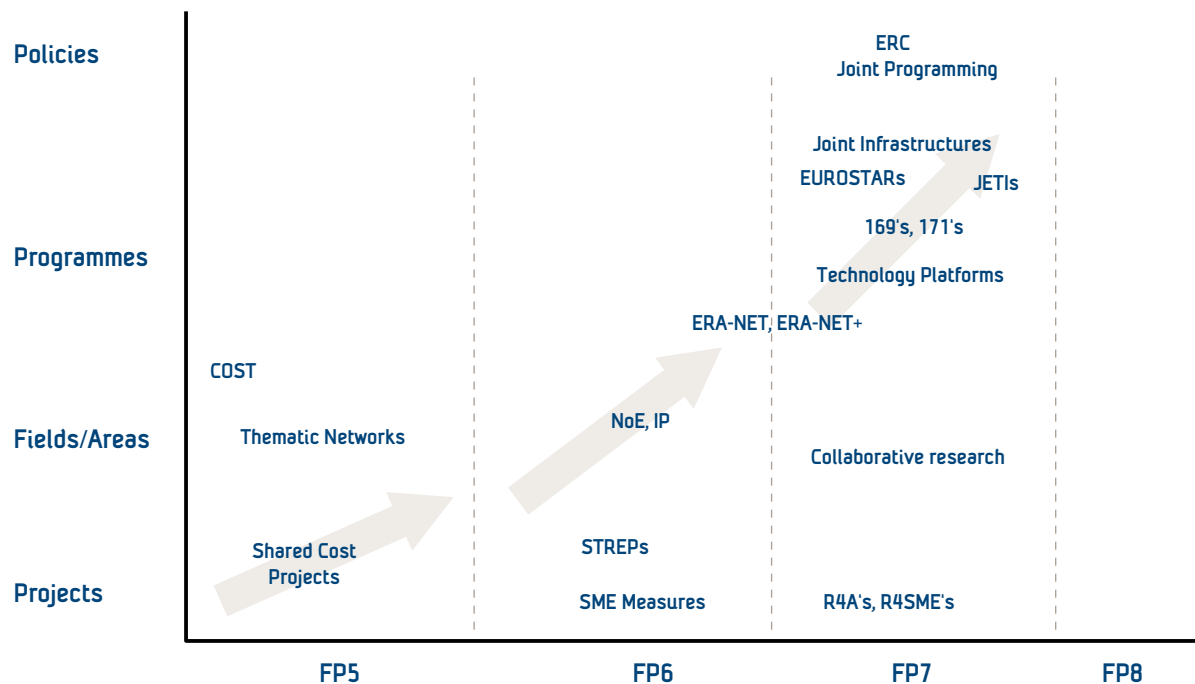 Policies
ERC
Joint Programming
Joint Infrastructures
EUROSTARs
JETIs
169's, 171's
Programmes
Technology Platforms
ERA-NET, ERA-NET+
COST
NoE, IP
Fields/Areas
Thematic Networks
Collaborative research
Shared Cost
Projects
STREPs
Projects
SME Measures
R4A's, R4SME's
FP5
FP6
FP7
FP8